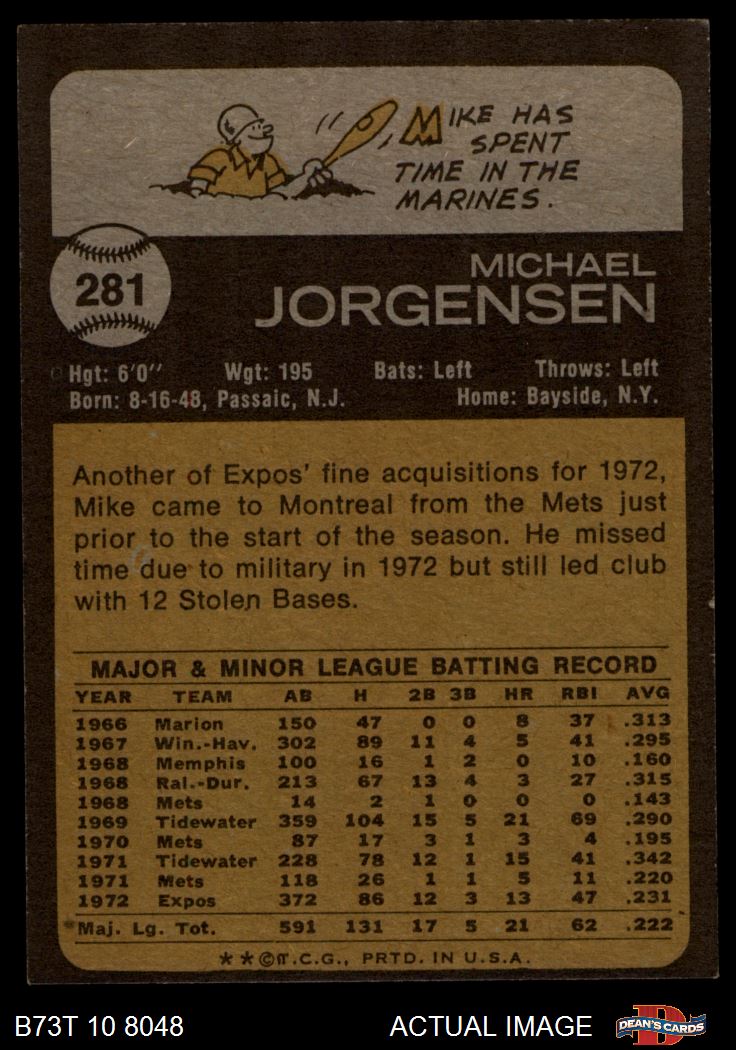 MIKE HAS
SPENT
TIME IN THE
MARINES.
281
MICHAEL
JORGENSEN
Hgt: 6'0" Wgt: 195 Bats: Left Throws: Left
Born: 8-16-48, Passaic, N.J. Home: Bayside, N.Y.
Another of Expos' fine acquisitions for 1972,
Mike came to Montreal from the Mets just
prior to the start of the season. He missed
time due to military in 1972 but still led club
with 12 Stolen Bases.
MAJOR & MINOR LEAGUE BATTING RECORD
YEAR TEAM AB H 2B 3B HR RBI AVG
1966 Marion 150 47 0 0 8 37 .313
1967 Win.-Hav. 302 89 11 4 5 41 .295
1968 Memphis 100 16 1 2 0 10 .160
1968 Ral.-Dur. 213 67 13 4 3 27 .315
1968 Mets 14 2 1 0 0 0 .143
1969 Tidewater 359 104 15 5 21 69 .290
1970 Mets 87 17 3 1 3 4 .195
1971 Tidewater 228 78 12 1 15 41 .342
1971 Mets 118 26 1 1 5 11 .220
1972 Expos 372 86 12 3 13 47 .231
Maj. Lg. Tot. 591 131 17 5 21 62 .222
**©T.C.G., PRTD. IN U.S.A.
B73T 10 8048 ACTUAL IMAGE
D
DEAN'S CARDS